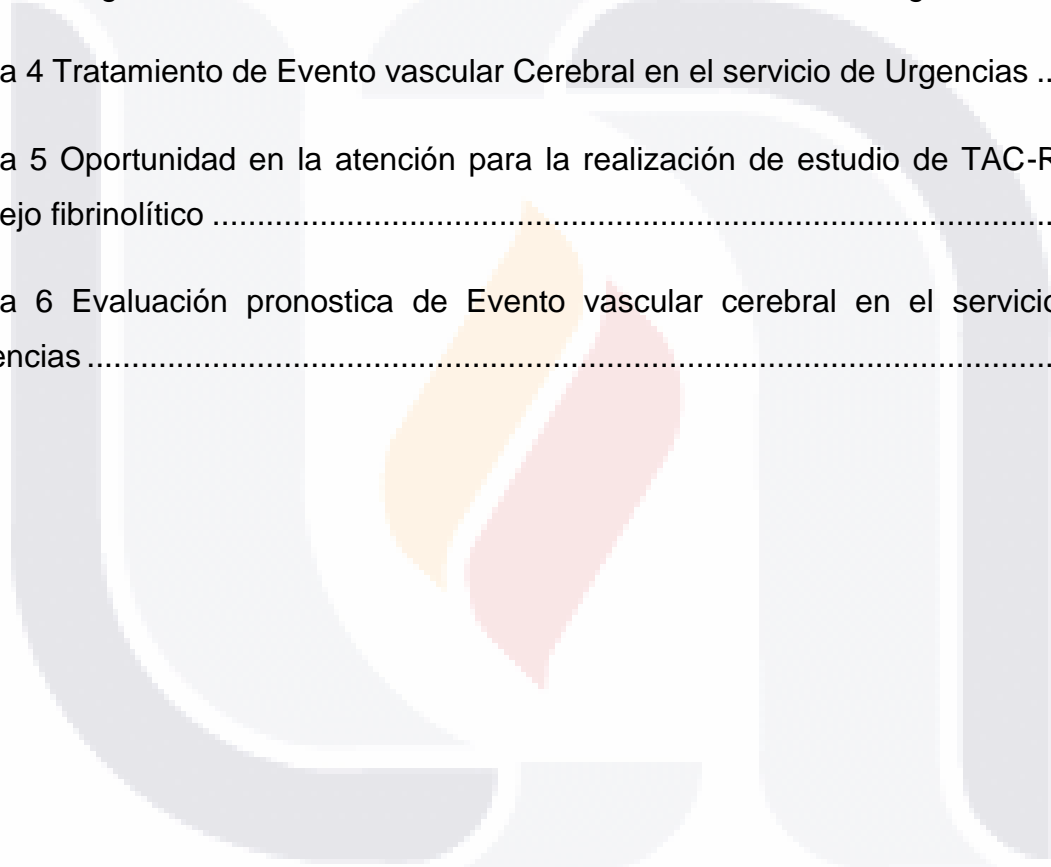 a 4 Tratamiento de Evento vascular Cerebral en el servicio de Urgencias ..
a 5 Oportunidad en la atención para la realización de estudio de TAC-R
ejo fibrinolítico ....................................................................................................
a 6 Evaluación pronostica de Evento vascular cerebral en el servicio
encias ..................................................................................................................